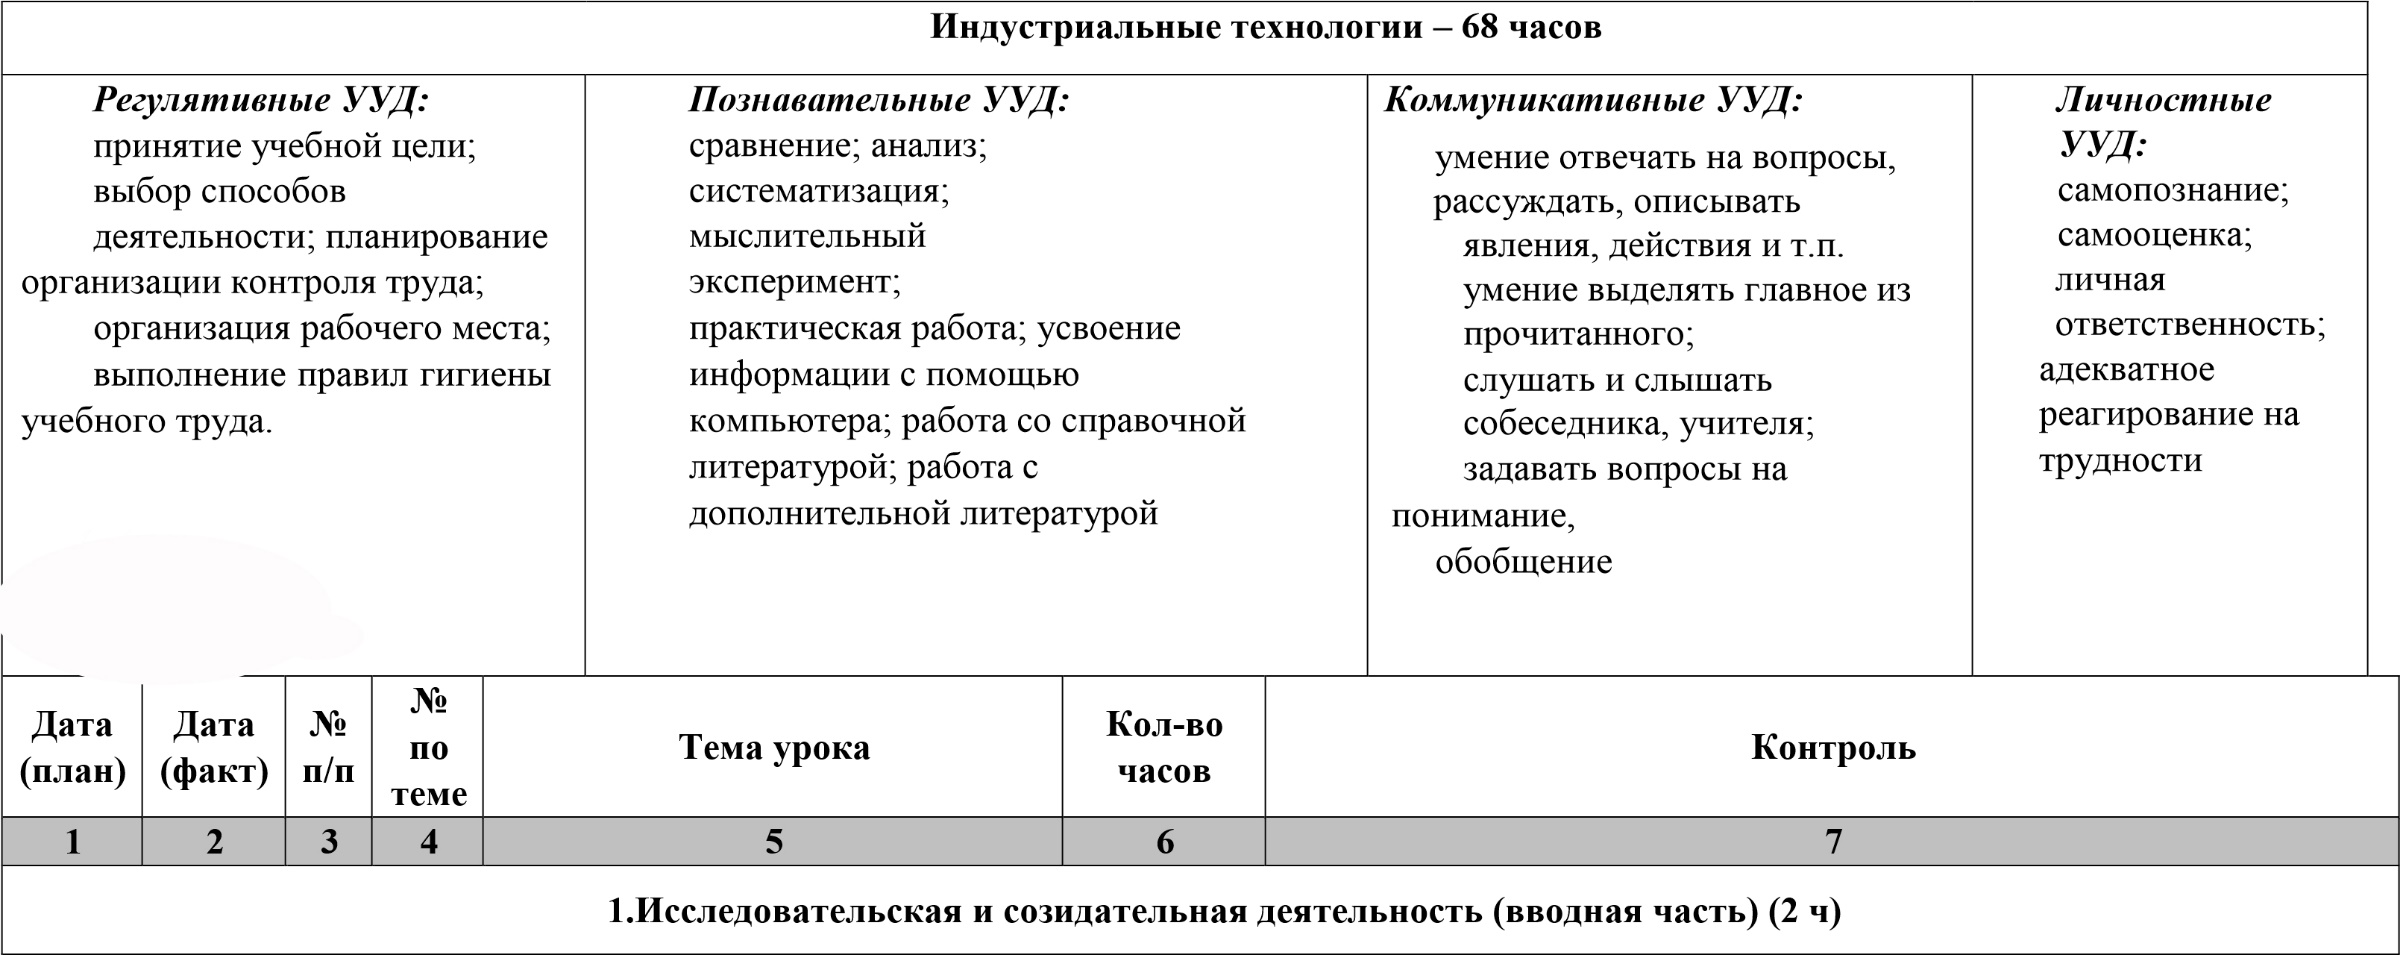 Индустриальные технологии – 68 часов
Регулятивные УУД:
принятие учебной цели;
выбор способов
деятельности; планирование
организации контроля труда;
организация рабочего места;
выполнение правил гигиены
учебного труда.
Познавательные УУД:
сравнение; анализ;
систематизация;
мыслительный
эксперимент;
практическая работа; усвоение
информации с помощью
компьютера; работа со справочной
литературой; работа с
дополнительной литературой
Коммуникативные УУД:
умение отвечать на вопросы,
рассуждать, описывать
явления, действия и т.п.
умение выделять главное из
прочитанного;
слушать и слышать
собеседника, учителя;
задавать вопросы на
понимание,
обобщение
Личностные
УУД:
самопознание;
самооценка;
личная
ответственность;
адекватное
реагирование на
трудности
Дата
(план)
Дата
(факт)
№
п/п
№
по
теме
Тема урока
Кол-во
часов
Контроль
1
2
3
4
5
6
7
1.Исследовательская и созидательная деятельность (вводная часть) (2 ч)